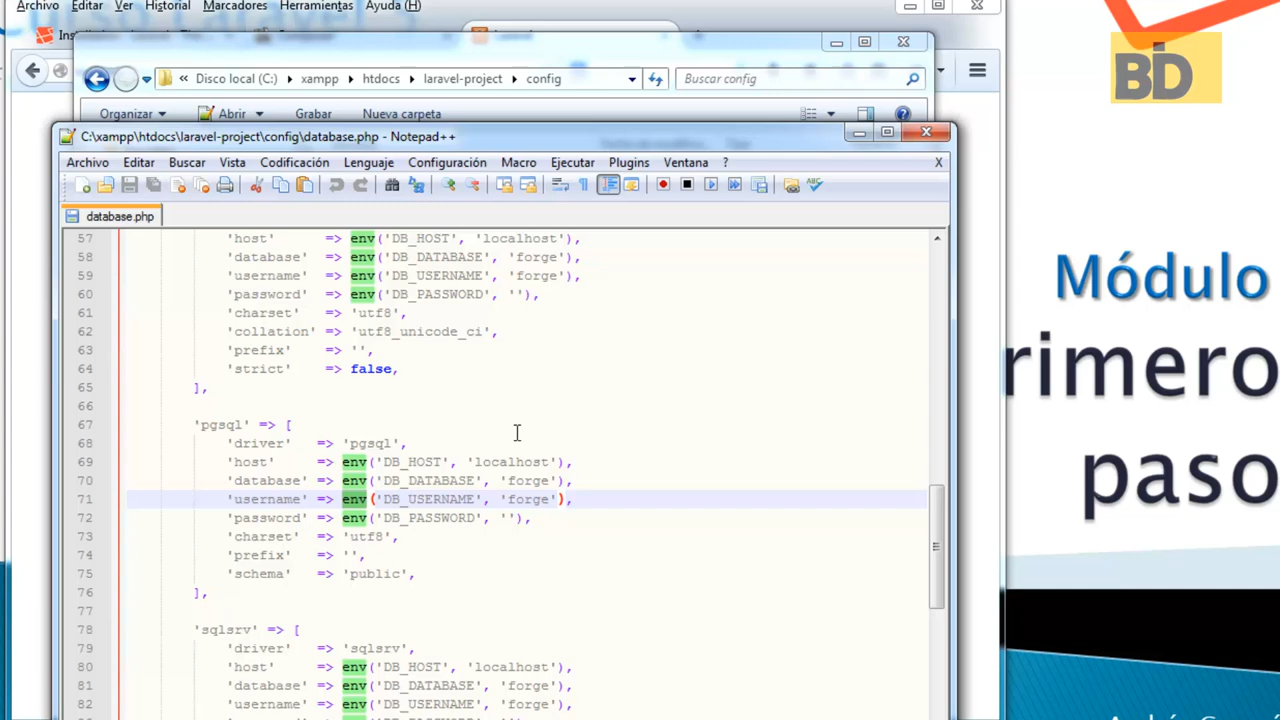 Archivo Editar Ver Historial Marcadores Herramientas Ayuda (H)
« Disco local (C:) xampp htdocs laravel-project config
Buscar config
Organizar Abrir Grabar Nueva carpeta
BD
C:\xampp\htdocs\laravel-project\config\database.php - Notepad++
Archivo Editar Buscar Vista Codificación Lenguaje Configuración Macro Ejecutar Plugins Ventana ? X
database.php
57 'host' => env('DB_HOST', 'localhost'),
58 'database' => env('DB_DATABASE', 'forge'),
59 'username' => env('DB_USERNAME', 'forge'),
60 'password' => env('DB_PASSWORD', ''),
61 'charset' => 'utf8',
62 'collation' => 'utf8_unicode_ci',
63 'prefix' => '',
64 'strict' => false,
65 ],
66
67 'pgsql' => [
68 'driver' => 'pgsql',
69 'host' => env('DB_HOST', 'localhost'),
70 'database' => env('DB_DATABASE', 'forge'),
71 'username' => env('DB_USERNAME', 'forge'),
72 'password' => env('DB_PASSWORD', ''),
73 'charset' => 'utf8',
74 'prefix' => '',
75 'schema' => 'public',
76 ],
77
78 'sqlsrv' => [
79 'driver' => 'sqlsrv',
80 'host' => env('DB_HOST', 'localhost'),
81 'database' => env('DB_DATABASE', 'forge'),
82 'username' => env('DB_USERNAME', 'forge'),
Módulo
rimero
paso